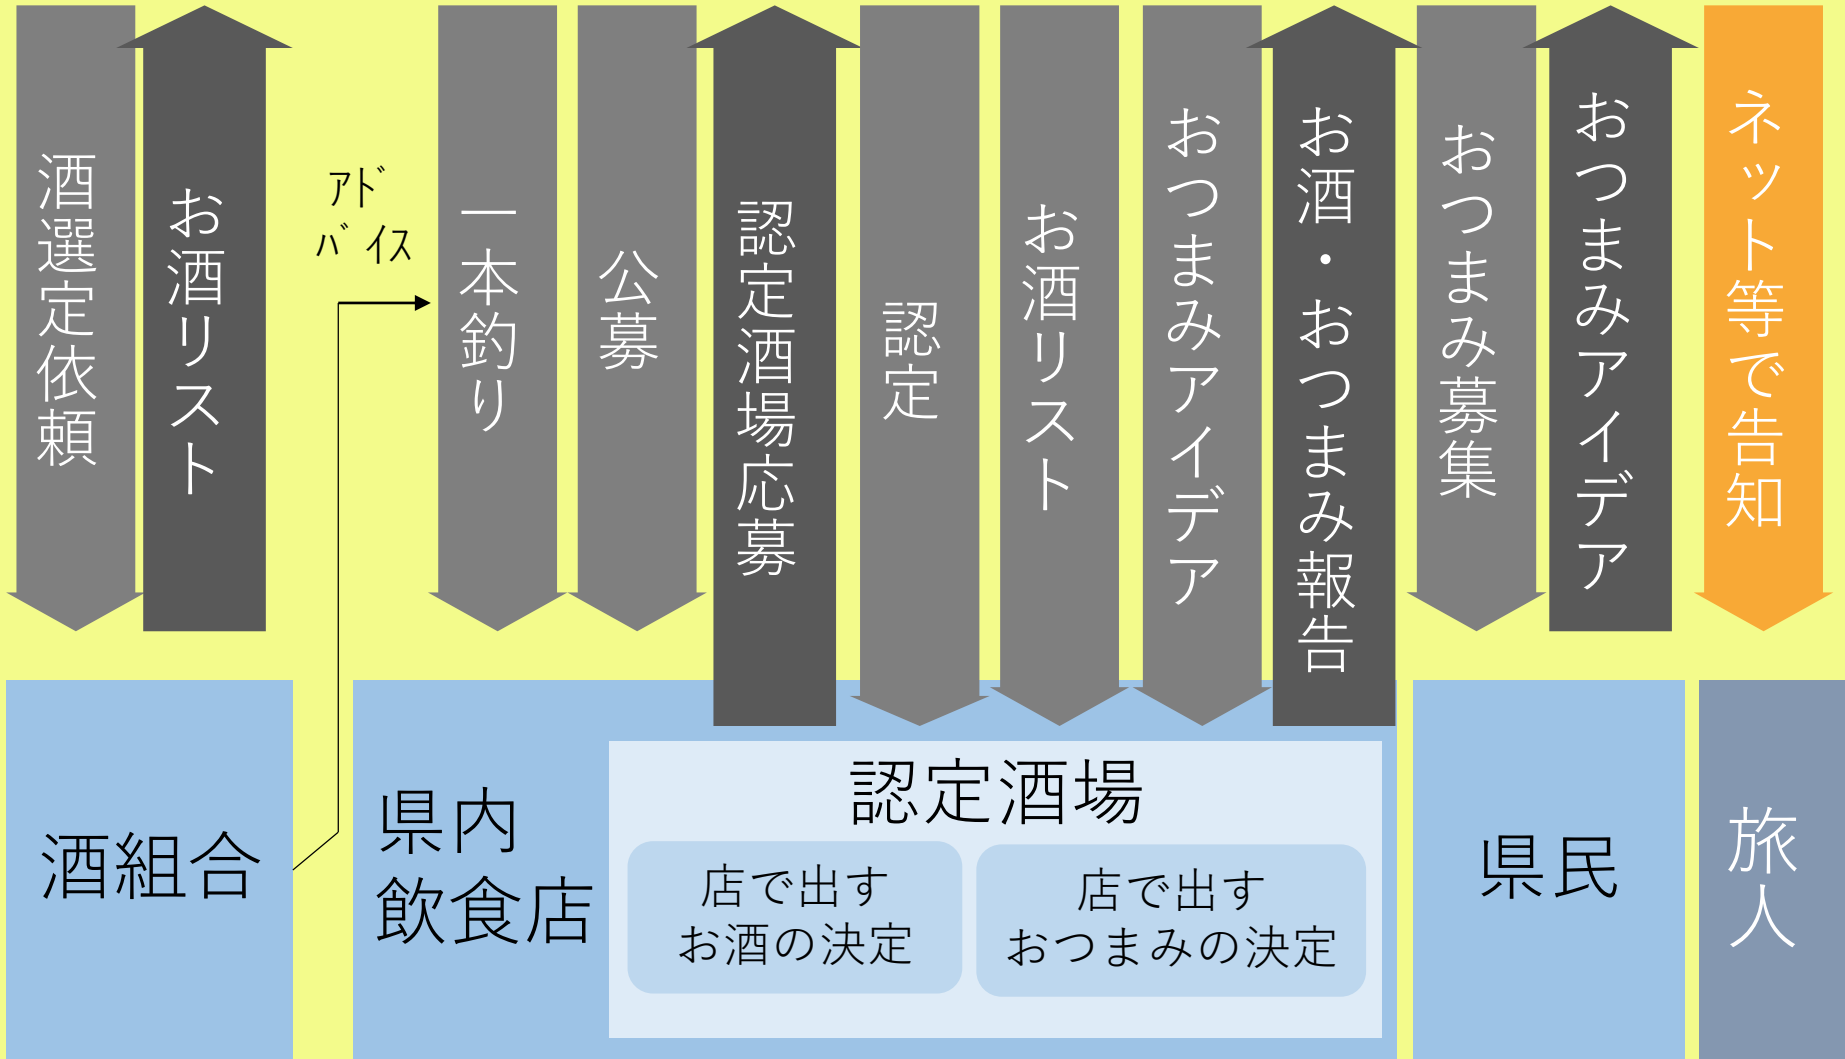 酒選定依頼
お酒リスト
ｱﾄﾞ
ﾊﾞｲｽ
一本釣り
公募
認定酒場応募
認定
お酒リスト
おつまみアイデア
お酒・おつまみ報告
おつまみ募集
おつまみアイデア
ネット等で告知
酒組合
県内
飲食店
認定酒場
店で出す
お酒の決定
店で出す
おつまみの決定
県民
旅人